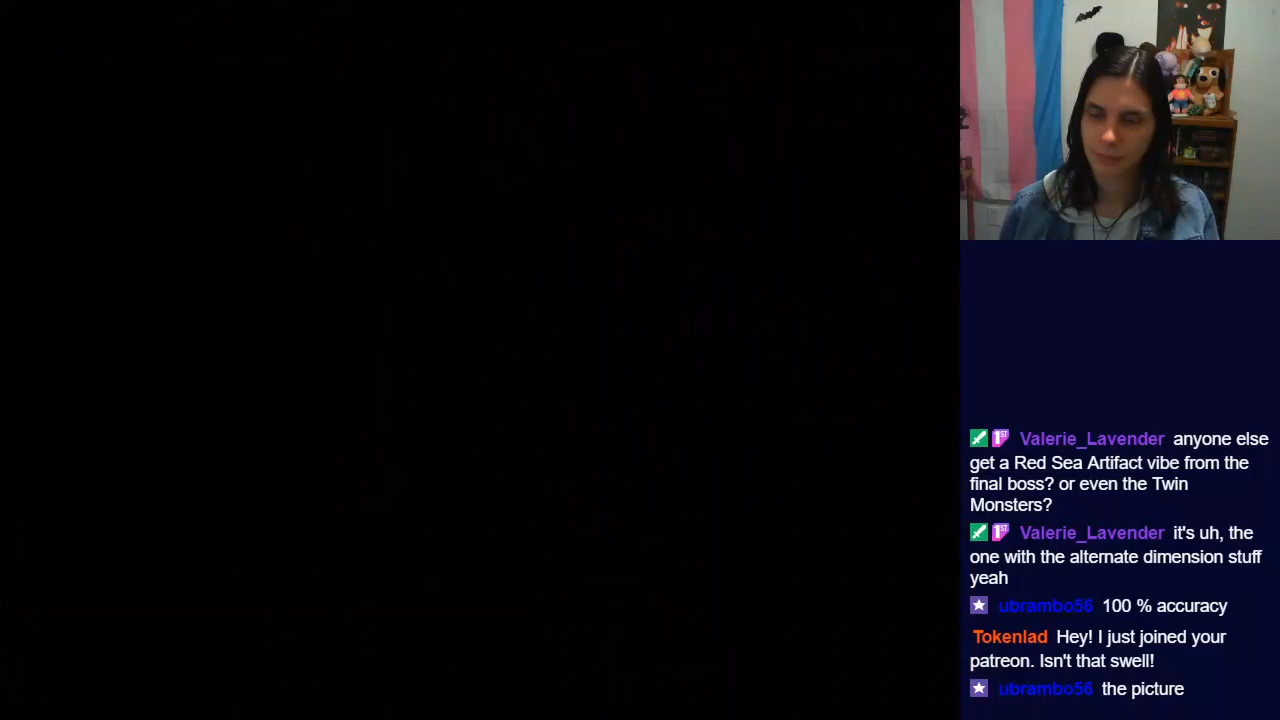 Valerie_Lavender anyone else
get a Red Sea Artifact vibe from the
final boss? or even the Twin
Monsters?
Valerie_Lavender it's uh, the
one with the alternate dimension stuff
yeah
ubrambo56 100 % accuracy
Tokenlad Hey! I just joined your
patreon. Isn't that swell!
ubrambo56 the picture